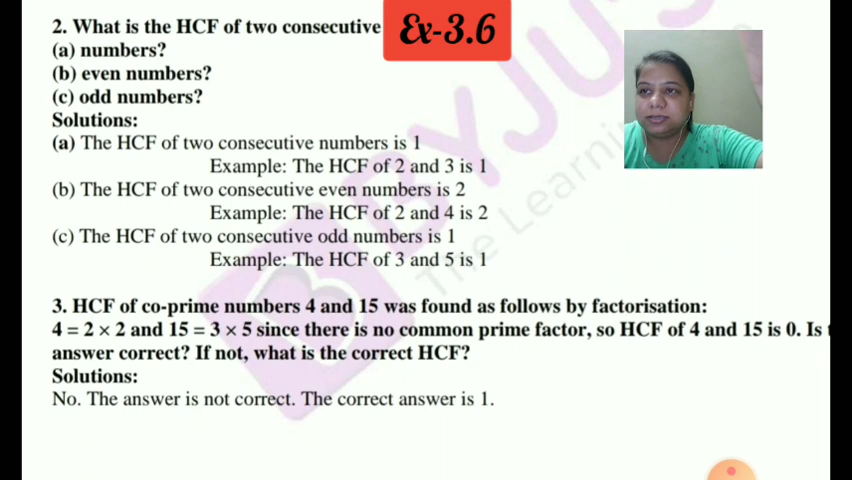 2. What is the HCF of two consecutive
Ex-3.6
(a) numbers?
(b) even numbers?
(c) odd numbers?
Solutions:
(a) The HCF of two consecutive numbers is 1
Example: The HCF of 2 and 3 is 1
(b) The HCF of two consecutive even numbers is 2
Example: The HCF of 2 and 4 is 2
(c) The HCF of two consecutive odd numbers is 1
Example: The HCF of 3 and 5 is 1
3. HCF of co-prime numbers 4 and 15 was found as follows by factorisation:
4 = 2 × 2 and 15 = 3 × 5 since there is no common prime factor, so HCF of 4 and 15 is 0. Is
answer correct? If not, what is the correct HCF?
Solutions:
No. The answer is not correct. The correct answer is 1.
BYJU'S
The Learni